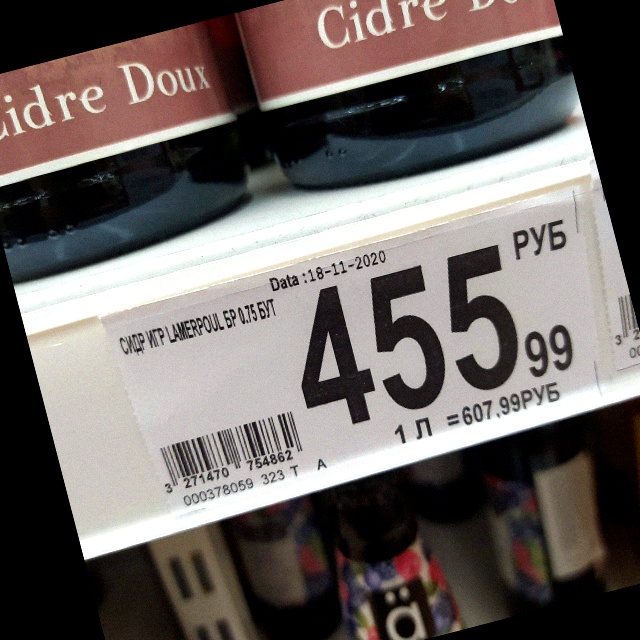 Cidre Doux
Cidre Do
Data :18-11-2020
СИДР ИГР LAMERPOUL БР 0.75 БУТ
455 99 РУБ
1 Л =607,99РУБ
3 271470 754862
000378059 323 Т А
ä